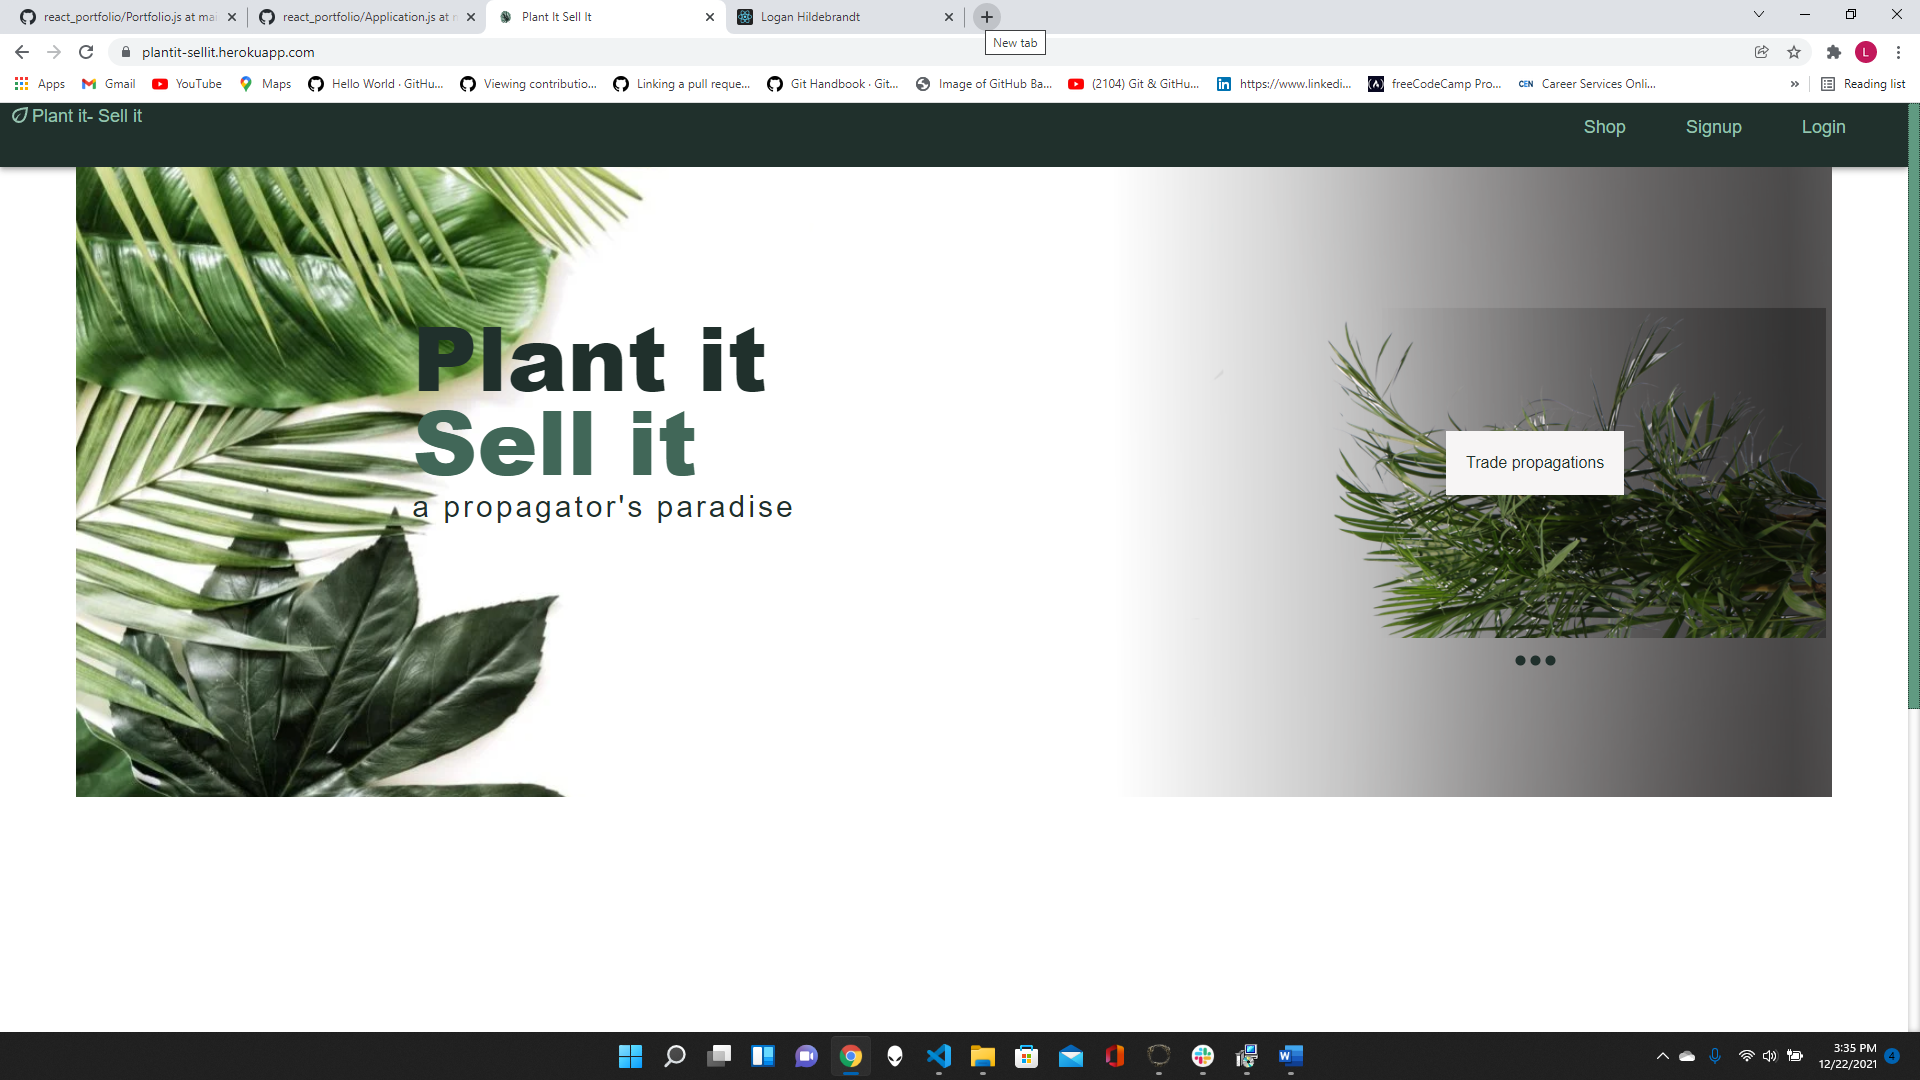 react_portfolio/Portfolio.js at mai
react_portfolio/Application.js at m
Plant It Sell It
Logan Hildebrandt
New tab
plantit-sellit.herokuapp.com
L
Apps
Gmail
YouTube
Maps
Hello World · GitHu...
Viewing contributio...
Linking a pull reque...
Git Handbook · Git...
Image of GitHub Ba...
(2104) Git & GitHu...
https://www.linkedi...
freeCodeCamp Pro...
CEN
Career Services Onli...
»
Reading list
Plant it- Sell it
Shop
Signup
Login
Plant it
Sell it
a propagator's paradise
Trade propagations
3:35 PM
12/22/2021
4